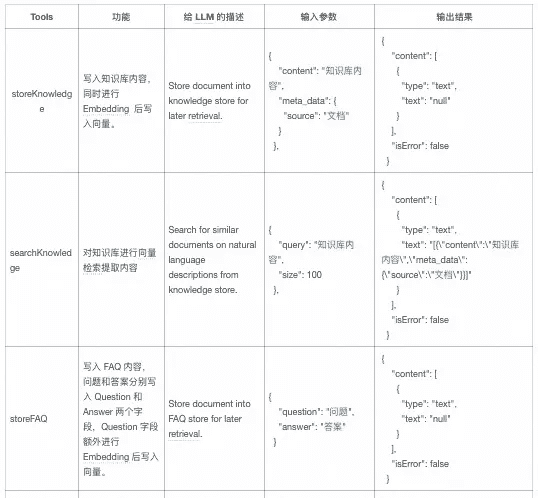 Tools 功能 给 LLM 的描述 输入参数 输出结果
storeKnowledg
e
写入知识库内容，
同时进行
Embedding 后写
入向量。
Store document into
knowledge store for
later retrieval.
{
"content": "知识库内
容",
"meta_data": {
"source": "文档"
}
},
{
"content": [
{
"type": "text",
"text": "null"
}
],
"isError": false
}
searchKnowled
ge
对知识库进行向量
检索提取内容
Search for similar
documents on natural
language
descriptions from
knowledge store.
{
"query": "知识库内
容",
"size": 100
},
{
"content": [
{
"type": "text",
"text": "[{\"content\":\"知识库
内容\",\"meta_data\":
{\"source\":\"文档\"}}]"
}
],
"isError": false
}
storeFAQ
写入 FAQ 内容，
问题和答案分别写
入 Question 和
Answer 两个字
段，Question 字段
额外进行
Embedding 后写入
向量。
Store document into
FAQ store for later
retrieval.
{
"question": "问题",
"answer": "答案"
}
{
"content": [
{
"type": "text",
"text": "null"
}
],
"isError": false
}